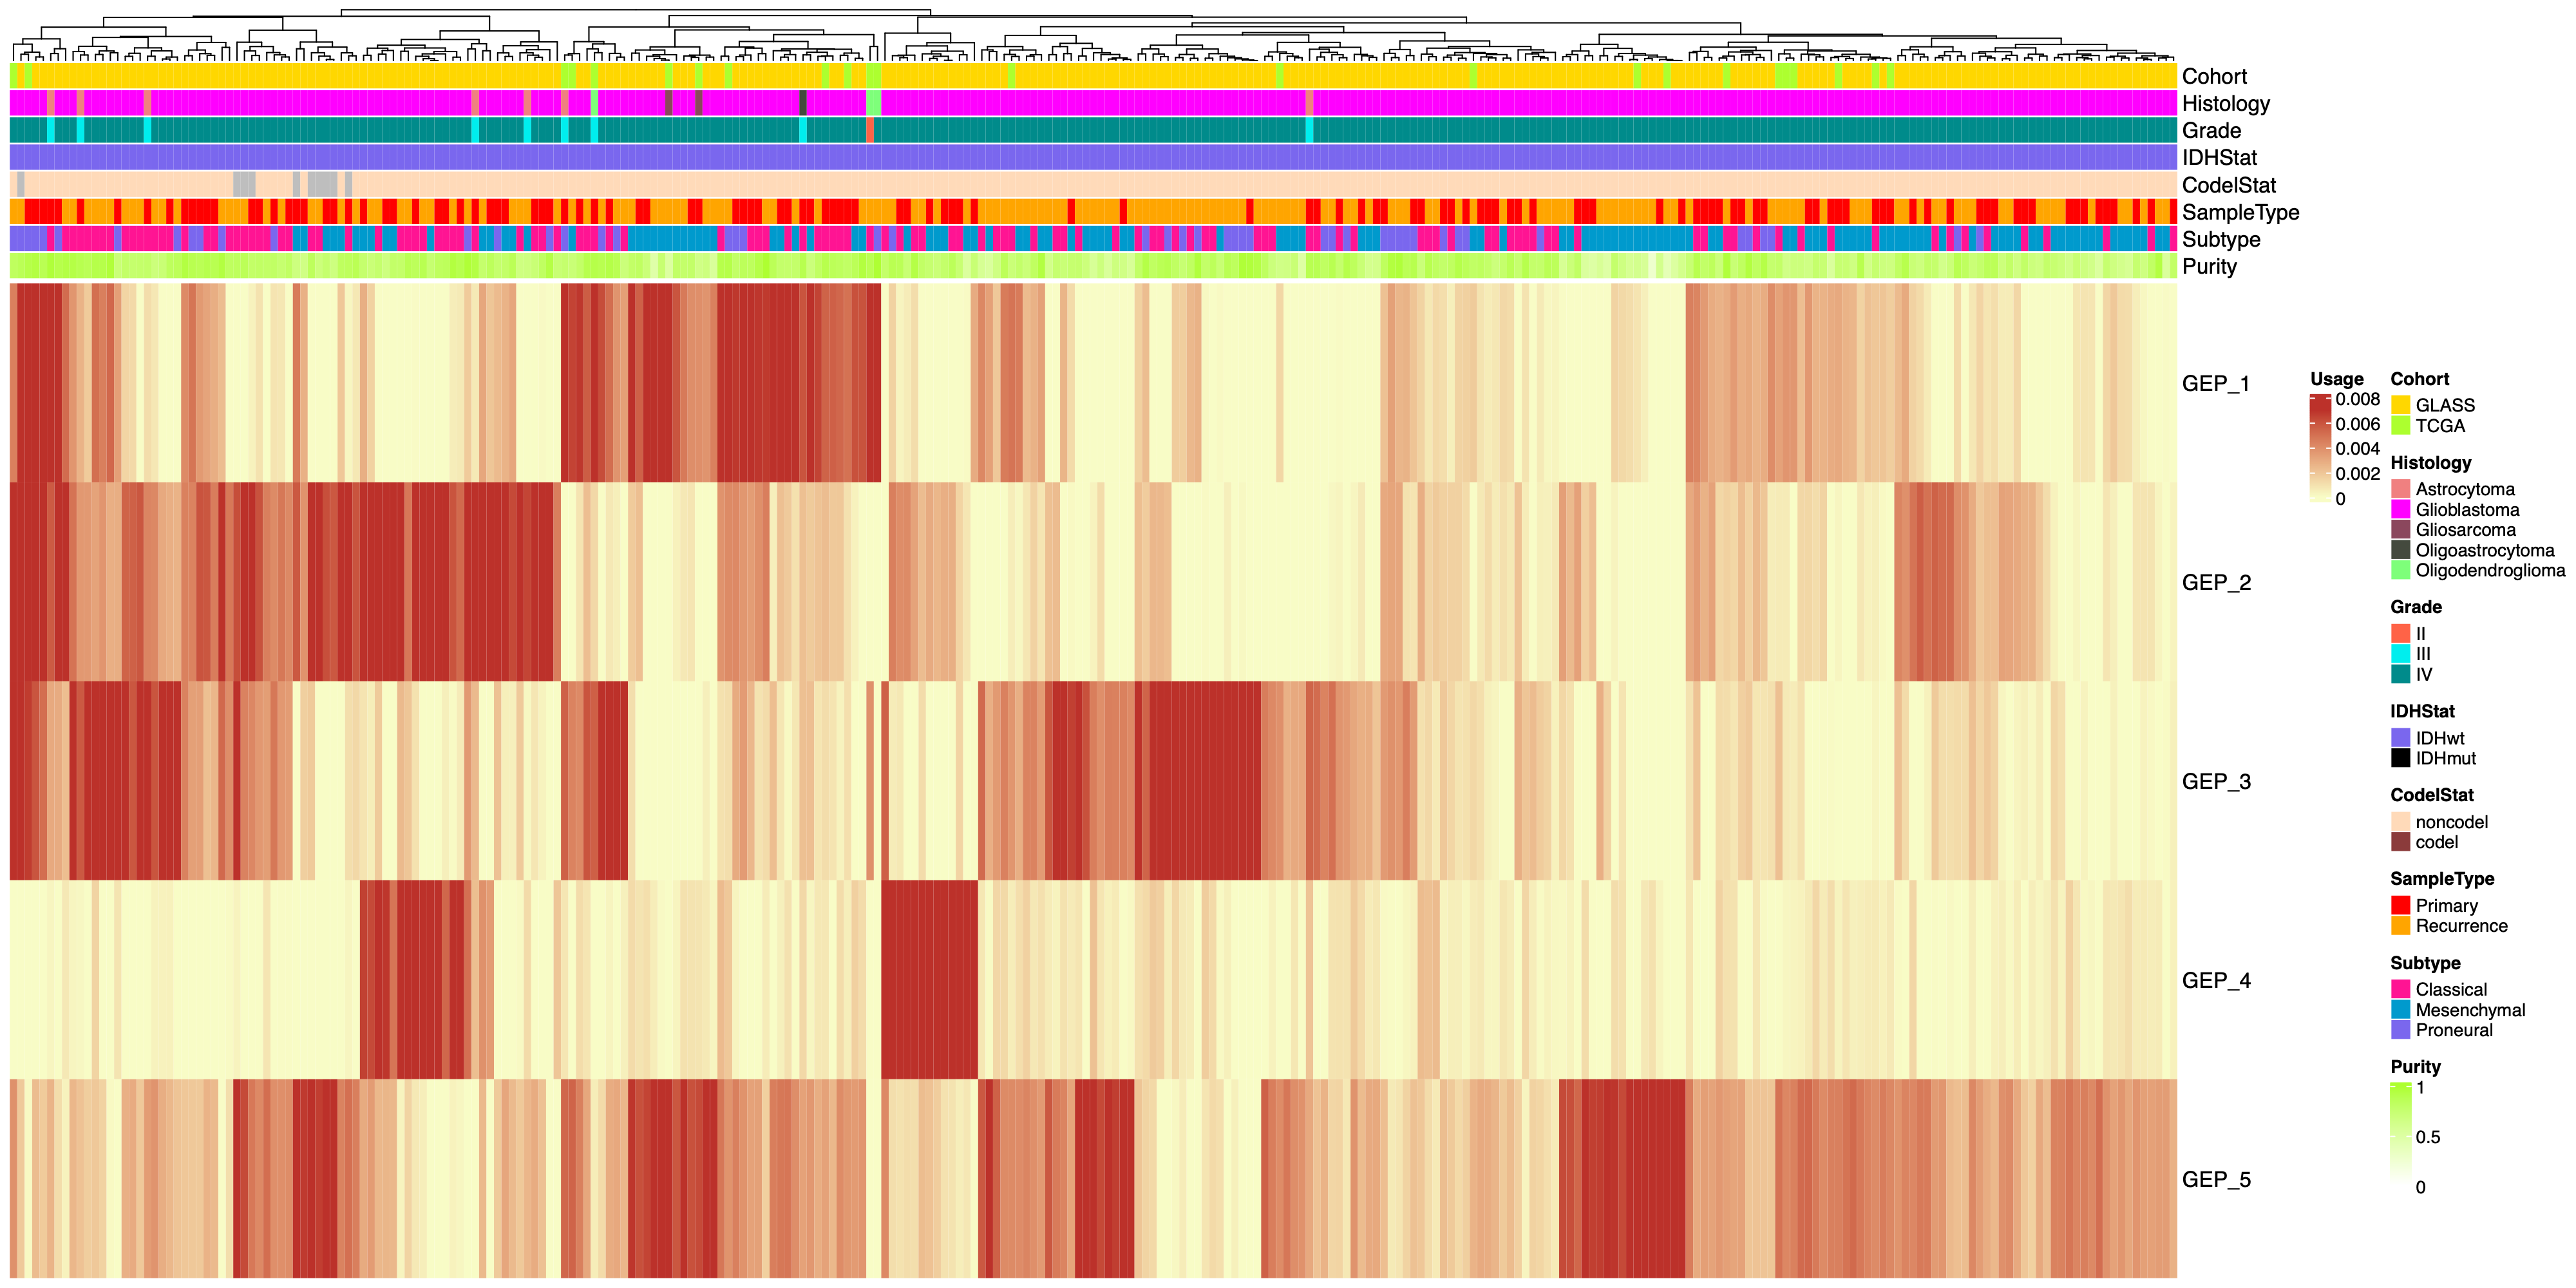 Cohort
Histology
Grade
IDHStat
CodelStat
SampleType
Subtype
Purity
GEP_1
GEP_2
GEP_3
GEP_4
GEP_5
Usage
0.008
0.006
0.004
0.002
0
Cohort
GLASS
TCGA
Histology
Astrocytoma
Glioblastoma
Gliosarcoma
Oligoastrocytoma
Oligodendroglioma
Grade
II
III
IV
IDHStat
IDHwt
IDHmut
CodelStat
noncodel
codel
SampleType
Primary
Recurrence
Subtype
Classical
Mesenchymal
Proneural
Purity
1
0.5
0